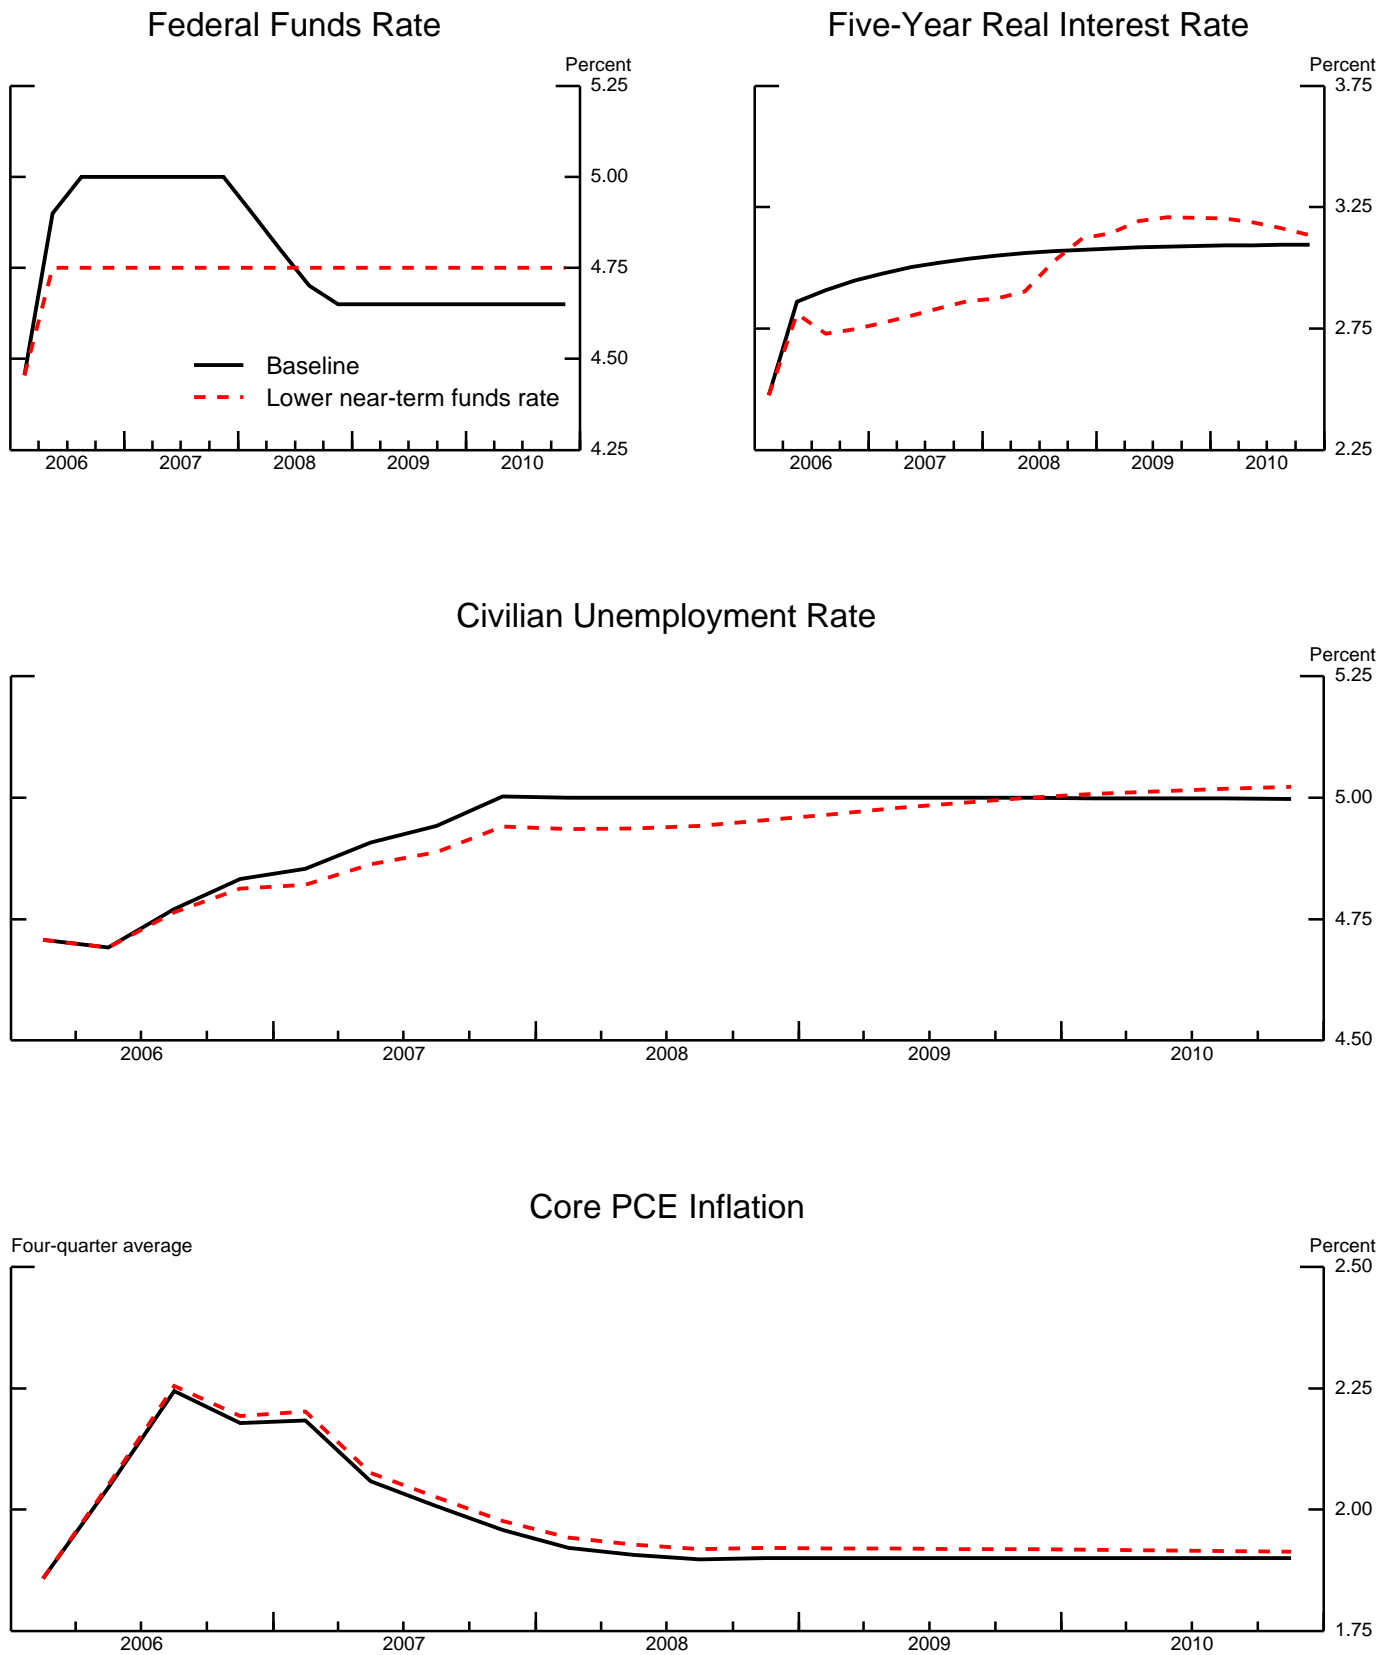 Federal Funds Rate
Percent
5.25
5.00
4.75
4.50
4.25
Baseline
Lower near-term funds rate
2006 2007 2008 2009 2010
Five-Year Real Interest Rate
Percent
3.75
3.25
2.75
2.25
2006 2007 2008 2009 2010
Civilian Unemployment Rate
Percent
5.25
5.00
4.75
4.50
2006 2007 2008 2009 2010
Core PCE Inflation
Four-quarter average
Percent
2.50
2.25
2.00
1.75
2006 2007 2008 2009 2010